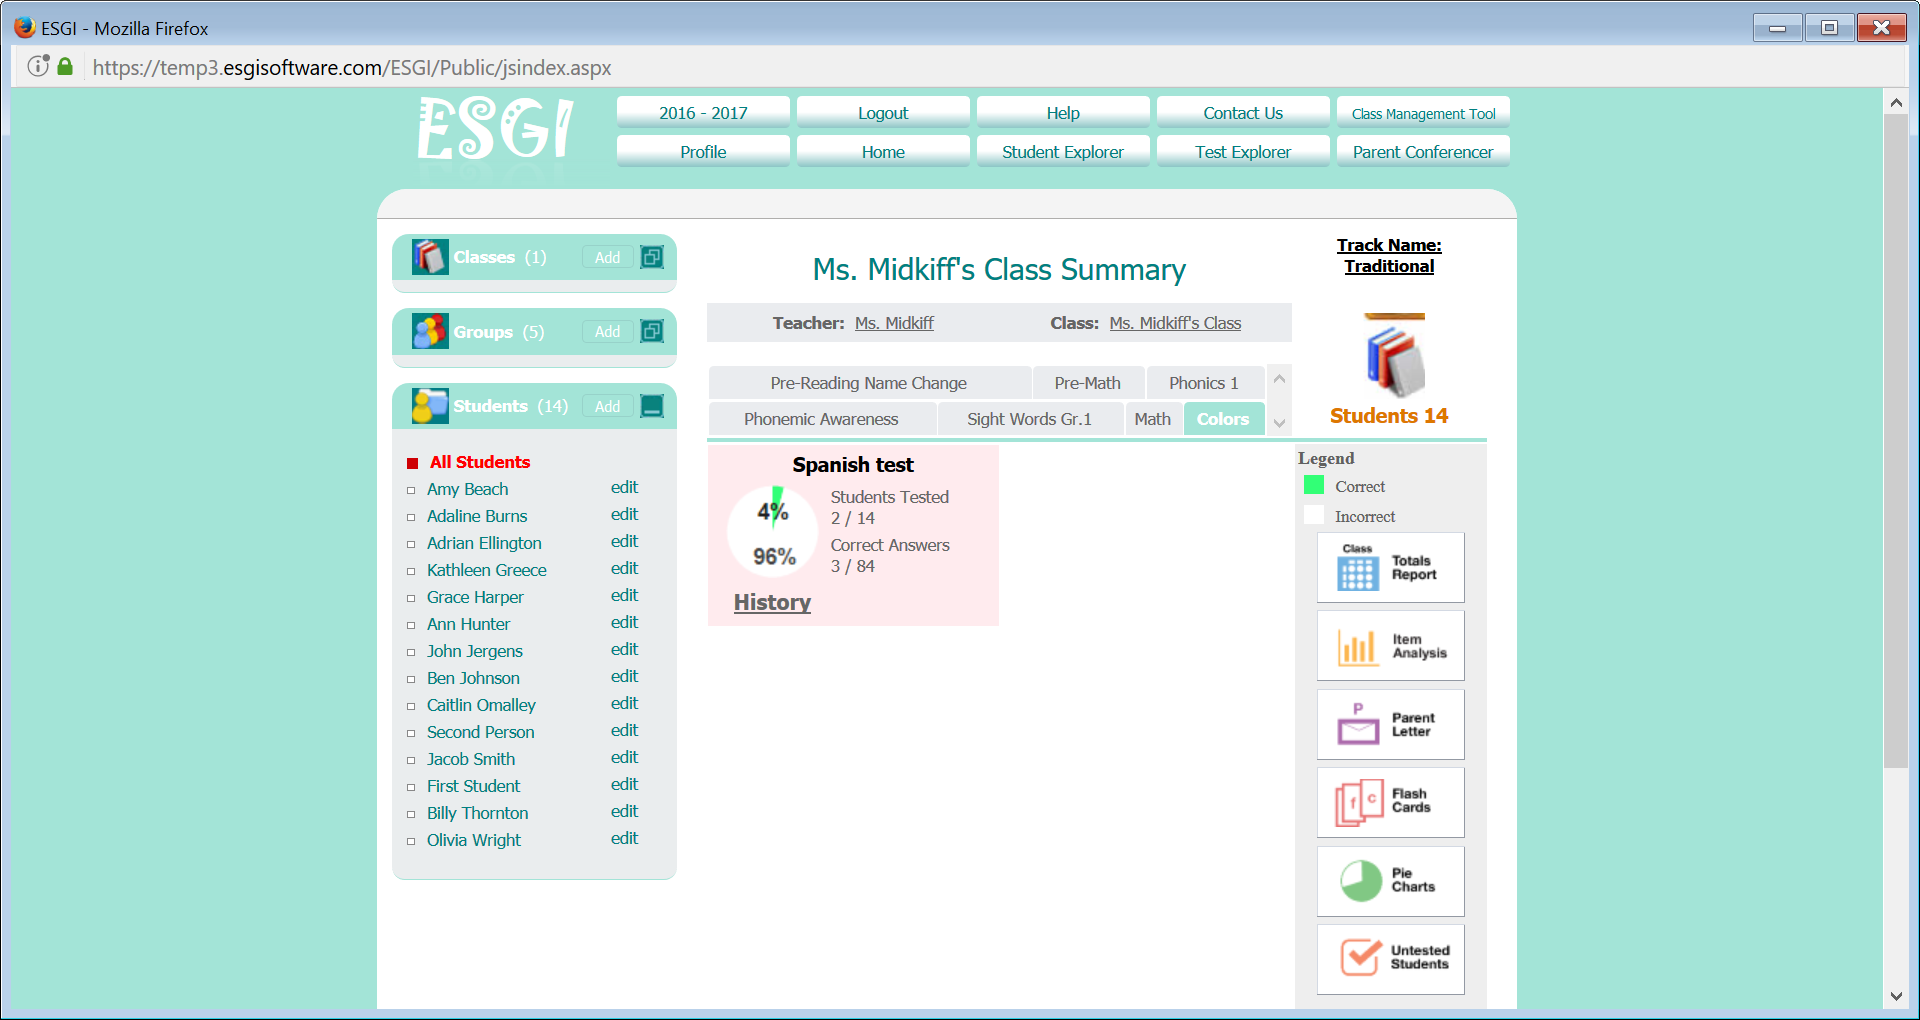 ESGI - Mozilla Firefox
https://temp3.esgisoftware.com/ESGI/Public/jsindex.aspx
ESGI
2016 - 2017 Logout Help Contact Us Class Management Tool
Profile Home Student Explorer Test Explorer Parent Conferencer
Classes (1) Add
Groups (5) Add
Students (14) Add
All Students
Amy Beach edit
Adaline Burns edit
Adrian Ellington edit
Kathleen Greece edit
Grace Harper edit
Ann Hunter edit
John Jergens edit
Ben Johnson edit
Caitlin Omalley edit
Second Person edit
Jacob Smith edit
First Student edit
Billy Thornton edit
Olivia Wright edit
Ms. Midkiff's Class Summary
Teacher: Ms. Midkiff Class: Ms. Midkiff's Class
Pre-Reading Name Change Pre-Math Phonics 1
Phonemic Awareness Sight Words Gr.1 Math Colors
Spanish test
4%
96%
Students Tested
2 / 14
Correct Answers
3 / 84
History
Track Name:
Traditional
Students 14
Legend
Correct
Incorrect
Class
Totals
Report
Item
Analysis
P
Parent
Letter
f c
Flash
Cards
Pie
Charts
Untested
Students